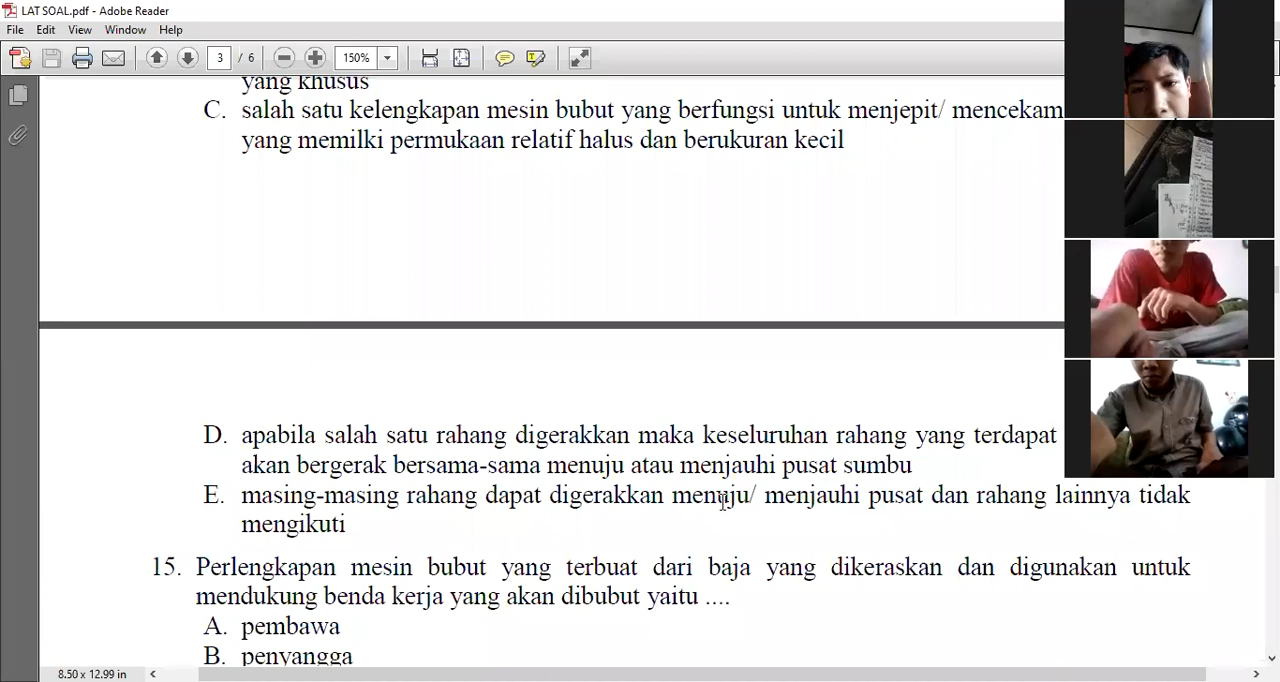 LAT SOAL.pdf - Adobe Reader
File Edit View Window Help
3 / 6 150%
yang khusus
C. salah satu kelengkapan mesin bubut yang berfungsi untuk menjepit/ mencekam
yang memilki permukaan relatif halus dan berukuran kecil
D. apabila salah satu rahang digerakkan maka keseluruhan rahang yang terdapat
akan bergerak bersama-sama menuju atau menjauhi pusat sumbu
E. masing-masing rahang dapat digerakkan menuju/ menjauhi pusat dan rahang lainnya tidak
mengikuti
15. Perlengkapan mesin bubut yang terbuat dari baja yang dikeraskan dan digunakan untuk
mendukung benda kerja yang akan dibubut yaitu ....
A. pembawa
B. penyangga
8.50 x 12.99 in